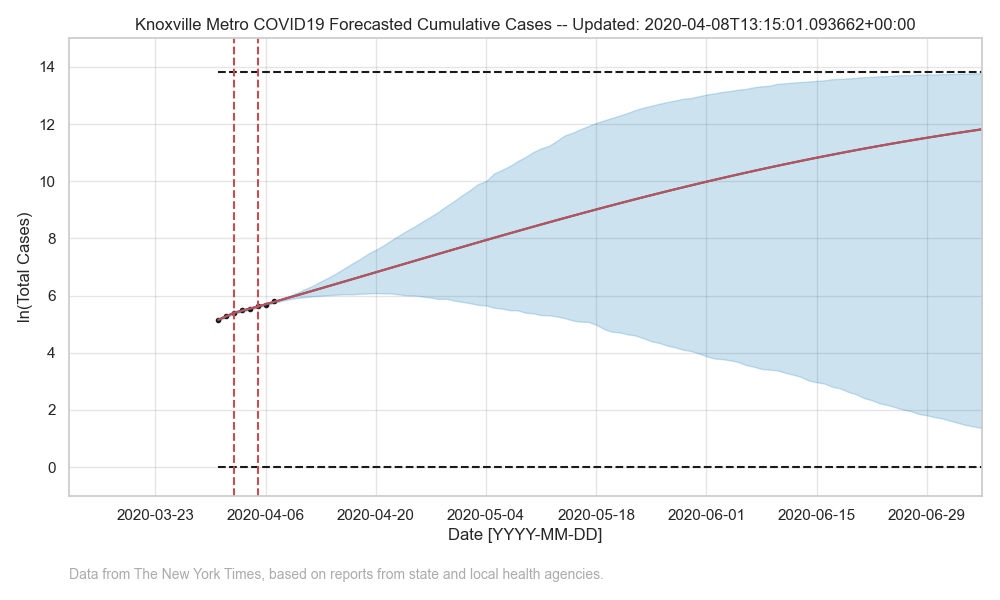 Knoxville Metro COVID19 Forecasted Cumulative Cases -- Updated: 2020-04-08T13:15:01.093662+00:00
14
12
10
8
6
4
2
0
ln(Total Cases)
2020-03-23 2020-04-06 2020-04-20 2020-05-04 2020-05-18 2020-06-01 2020-06-15 2020-06-29
Date [YYYY-MM-DD]
Data from The New York Times, based on reports from state and local health agencies.